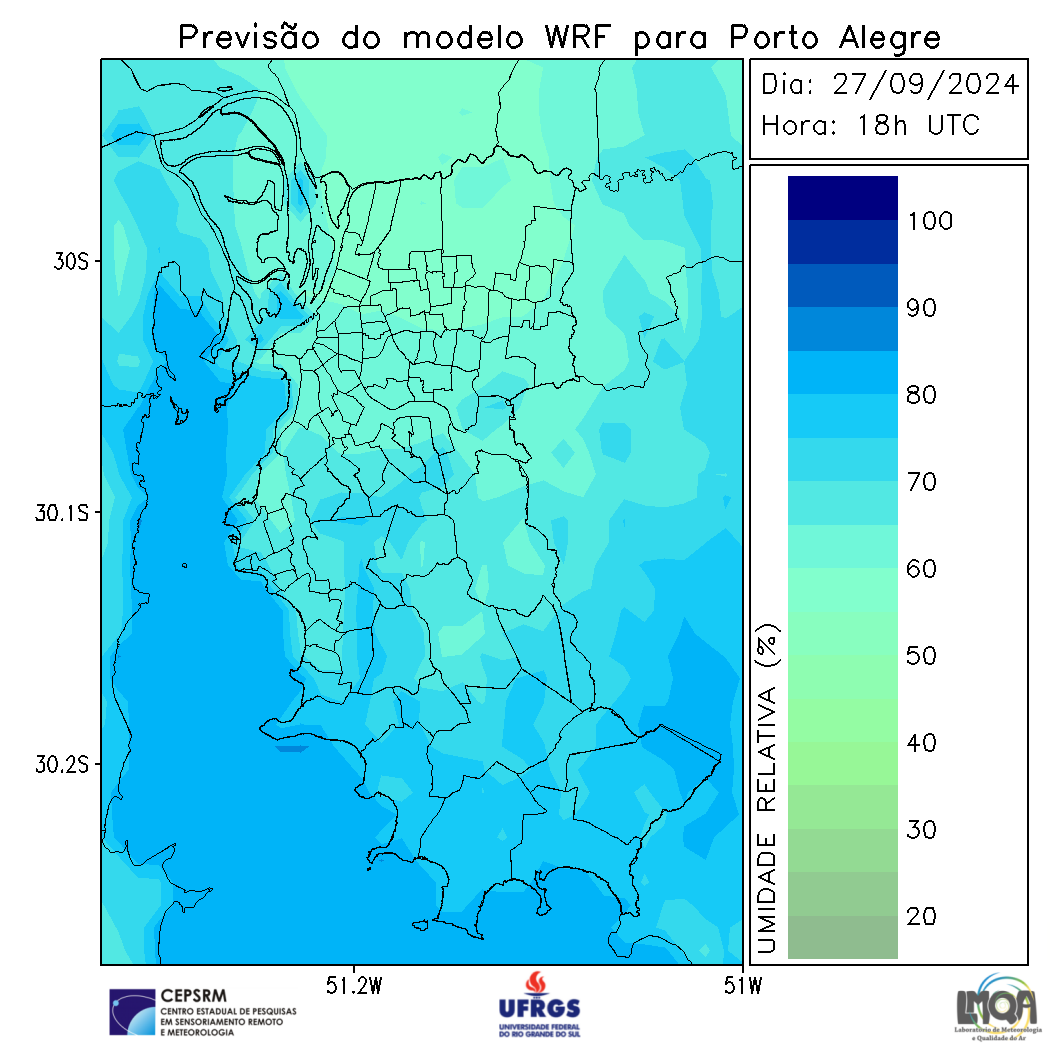 Previsão do modelo WRF para Porto Alegre
Dia: 27/09/2024
Hora: 18h UTC
100
90
80
70
60
50
40
30
20
UMIDADE RELATIVA (%)
30S
30.1S
30.2S
51.2W
51W
CEPSRM
CENTRO ESTADUAL DE PESQUISAS
EM SENSORIAMENTO REMOTO
E METEOROLOGIA
UFRGS
UNIVERSIDADE FEDERAL
DO RIO GRANDE DO SUL
LMQA
Laboratório de Meteorologia
e Qualidade do Ar